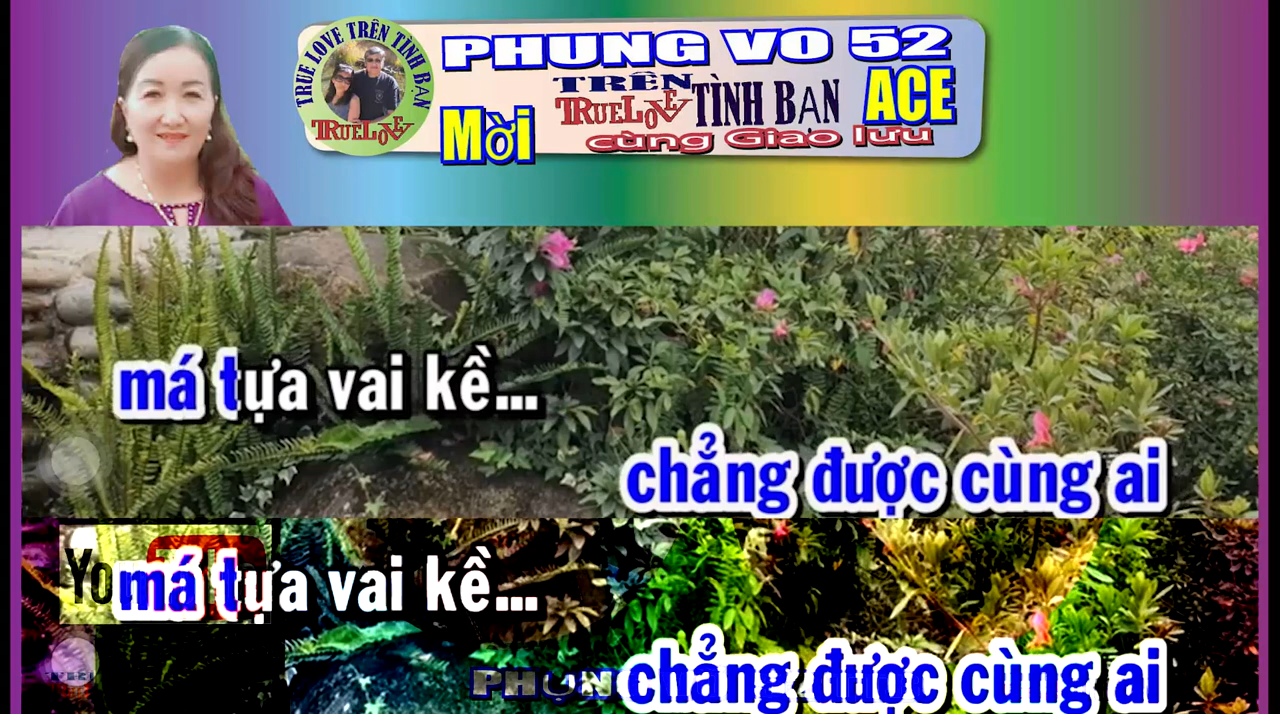 TRUE LOVE TRÊN TÌNH BẠN
TRUELOVE
PHUNG VO 52
TRÊN
TRUELOVE TÌNH BẠN ACE
Mời
cùng Giao lưu
má tựa vai kề...
chẳng được cùng ai
Yo
má tựa vai kề...
chẳng được cùng ai